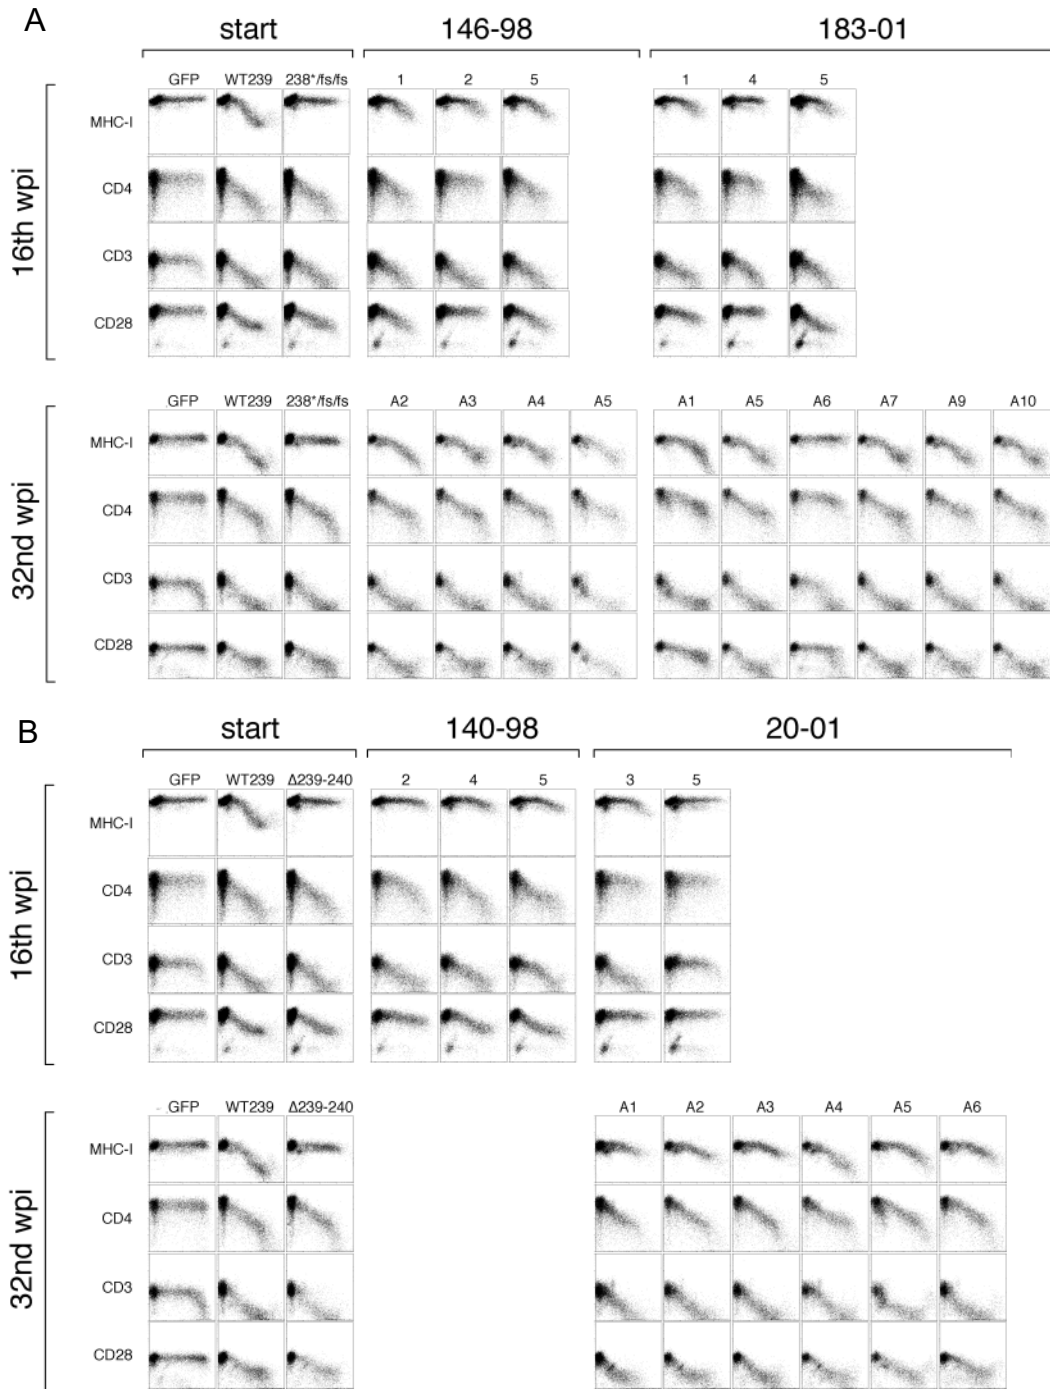 A
start 146-98 183-01
16th wpi
GFP WT239 238*/fs/fs 1 2 5 1 4 5
MHC-I
CD4
CD3
CD28
32nd wpi
GFP WT239 238*/fs/fs A2 A3 A4 A5 A1 A5 A6 A7 A9 A10
MHC-I
CD4
CD3
CD28
B
start 140-98 20-01
16th wpi
GFP WT239 Δ239-240 2 4 5 3 5
MHC-I
CD4
CD3
CD28
32nd wpi
GFP WT239 Δ239-240 A1 A2 A3 A4 A5 A6
MHC-I
CD4
CD3
CD28